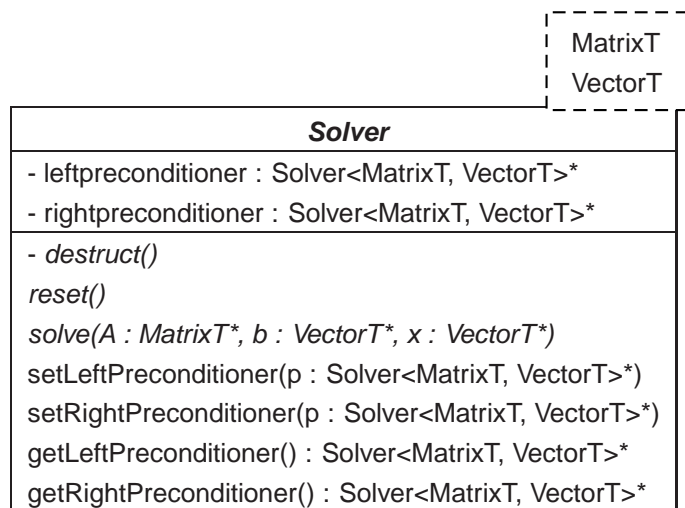 MatrixT
VectorT
Solver
- leftpreconditioner : Solver<MatrixT, VectorT>*
- rightpreconditioner : Solver<MatrixT, VectorT>*
- destruct()
reset()
solve(A : MatrixT*, b : VectorT*, x : VectorT*)
setLeftPreconditioner(p : Solver<MatrixT, VectorT>*)
setRightPreconditioner(p : Solver<MatrixT, VectorT>*)
getLeftPreconditioner() : Solver<MatrixT, VectorT>*
getRightPreconditioner() : Solver<MatrixT, VectorT>*